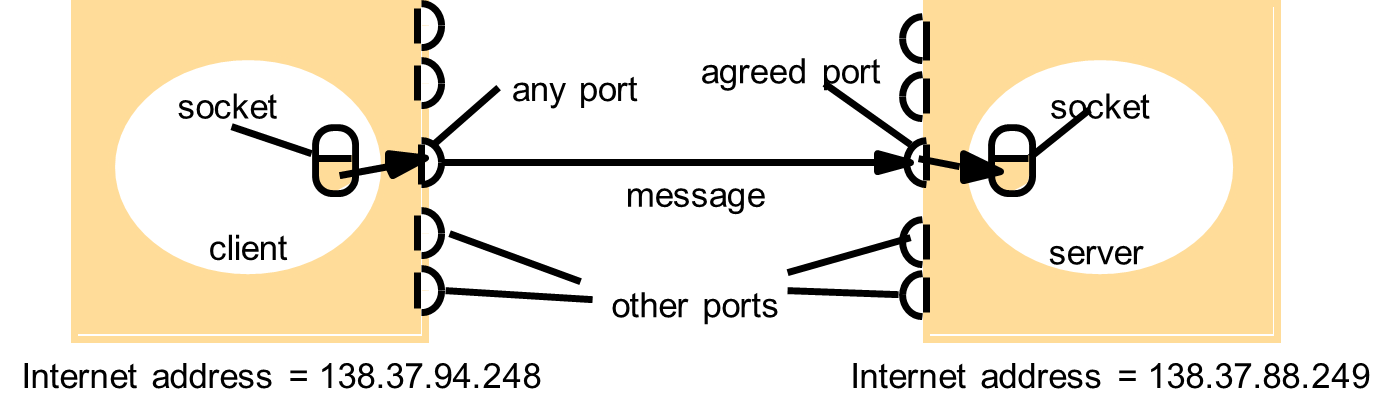 agreed port
any port
socket
socket
message
client
server
other ports
Internet address = 138.37.94.248
Internet address = 138.37.88.249